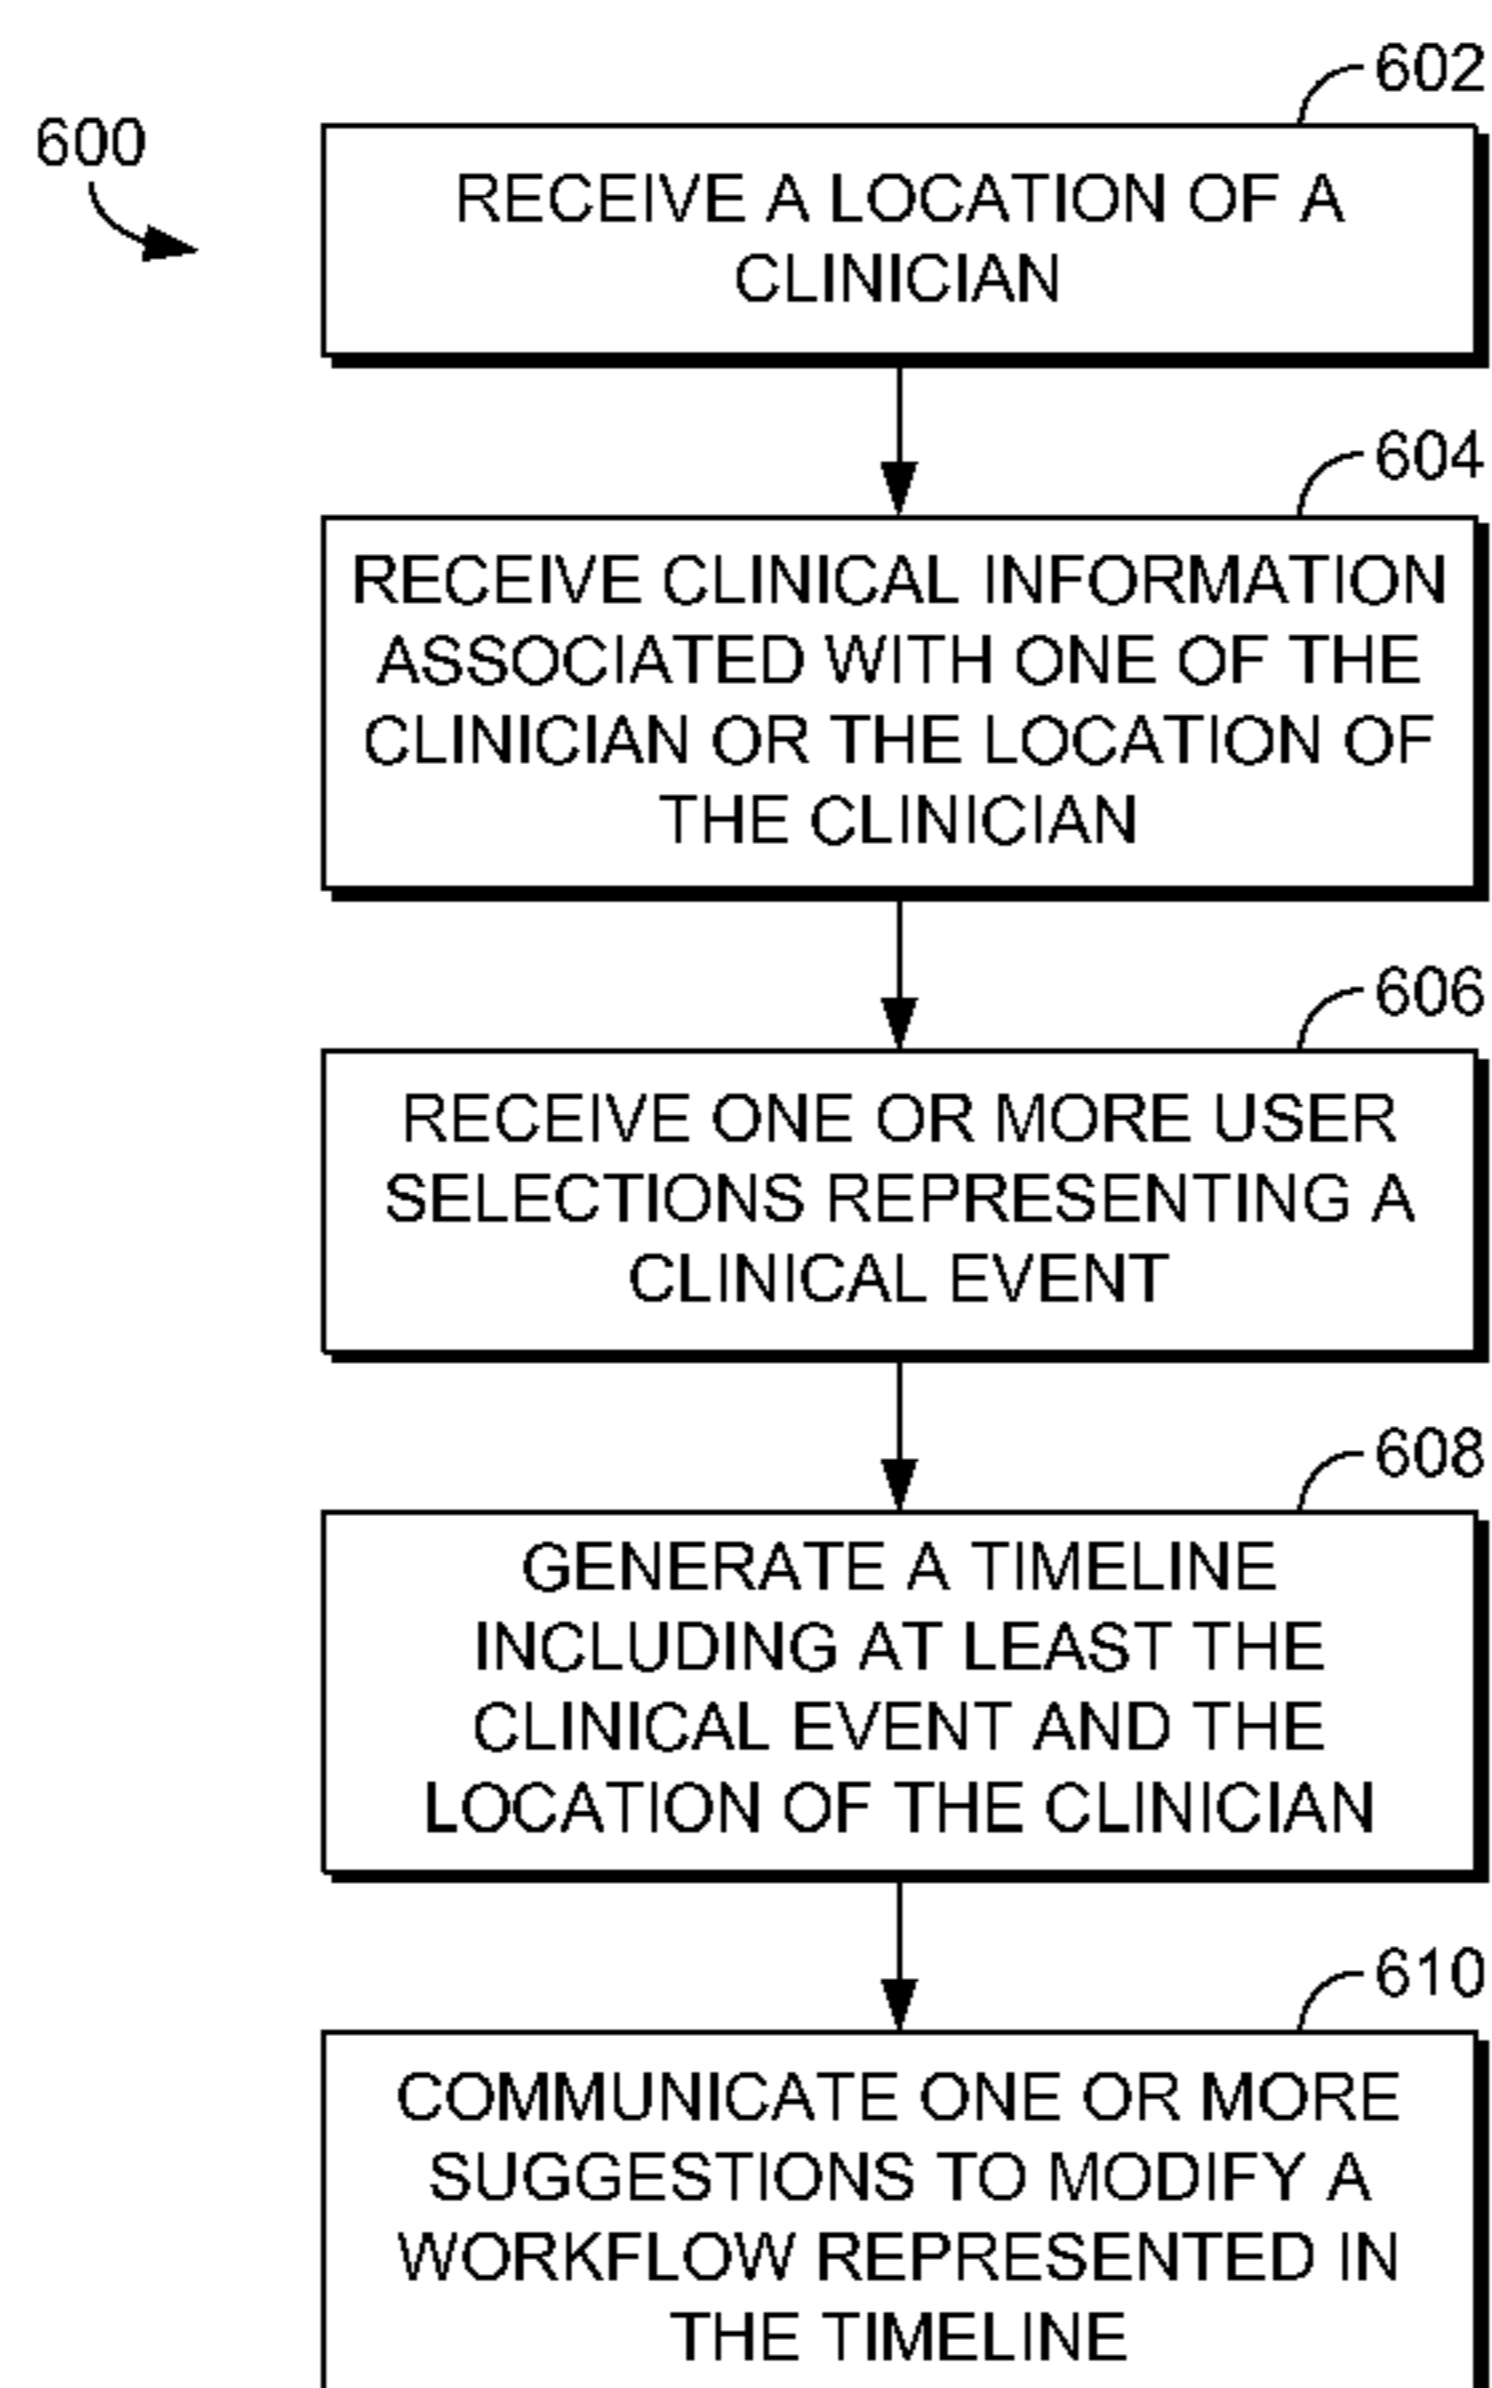 602
600
RECEIVE A LOCATION OF A
CLINICIAN
604
RECEIVE CLINICAL INFORMATION
ASSOCIATED WITH ONE OF THE
CLINICIAN OR THE LOCATION OF
THE CLINICIAN
606
RECEIVE ONE OR MORE USER
SELECTIONS REPRESENTING A
CLINICAL EVENT
608
GENERATE A TIMELINE
INCLUDING AT LEAST THE
CLINICAL EVENT AND THE
LOCATION OF THE CLINICIAN
610
COMMUNICATE ONE OR MORE
SUGGESTIONS TO MODIFY A
WORKFLOW REPRESENTED IN
THE TIMELINE